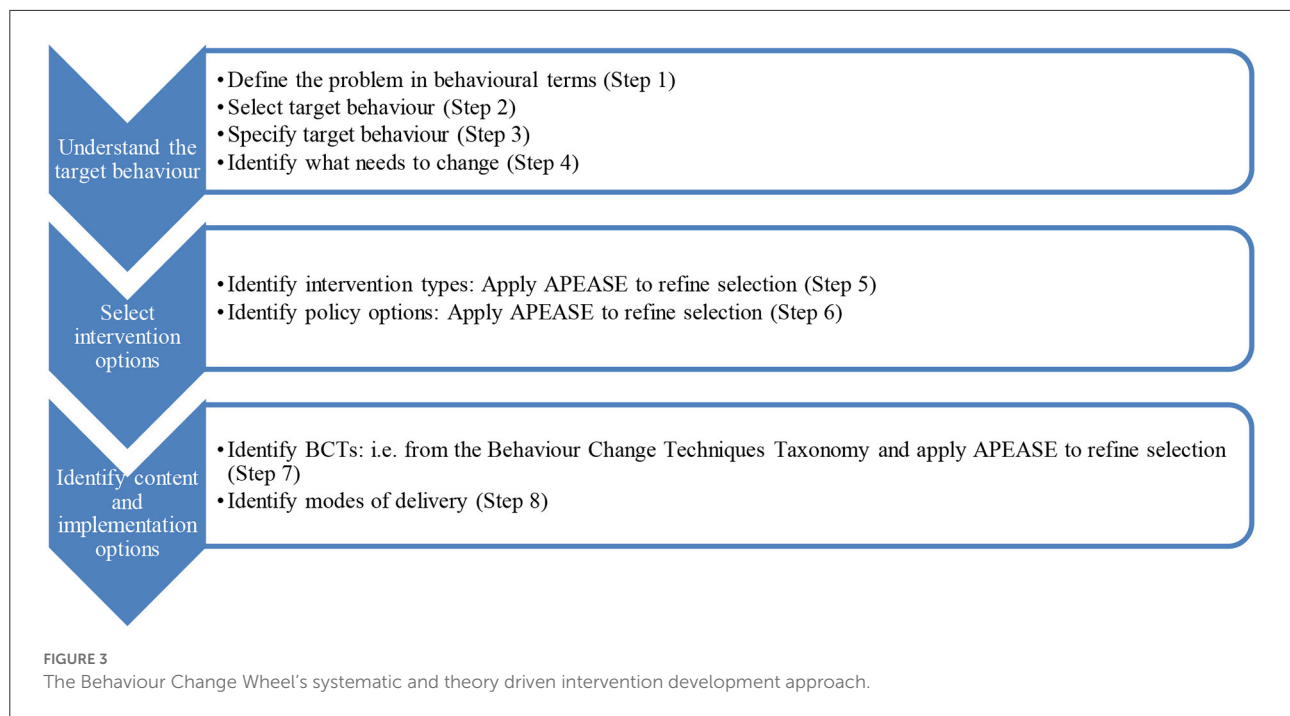 Understand the
target behaviour
•Define the problem in behavioural terms (Step 1)
•Select target behaviour (Step 2)
•Specify target behaviour (Step 3)
•Identify what needs to change (Step 4)
Select
intervention
options
•Identify intervention types: Apply APEASE to refine selection (Step 5)
•Identify policy options: Apply APEASE to refine selection (Step 6)
Identify content
and
implementation
options
•Identify BCTs: i.e. from the Behaviour Change Techniques Taxonomy and apply APEASE to refine selection
(Step 7)
•Identify modes of delivery (Step 8)
FIGURE 3
The Behaviour Change Wheel’s systematic and theory driven intervention development approach.